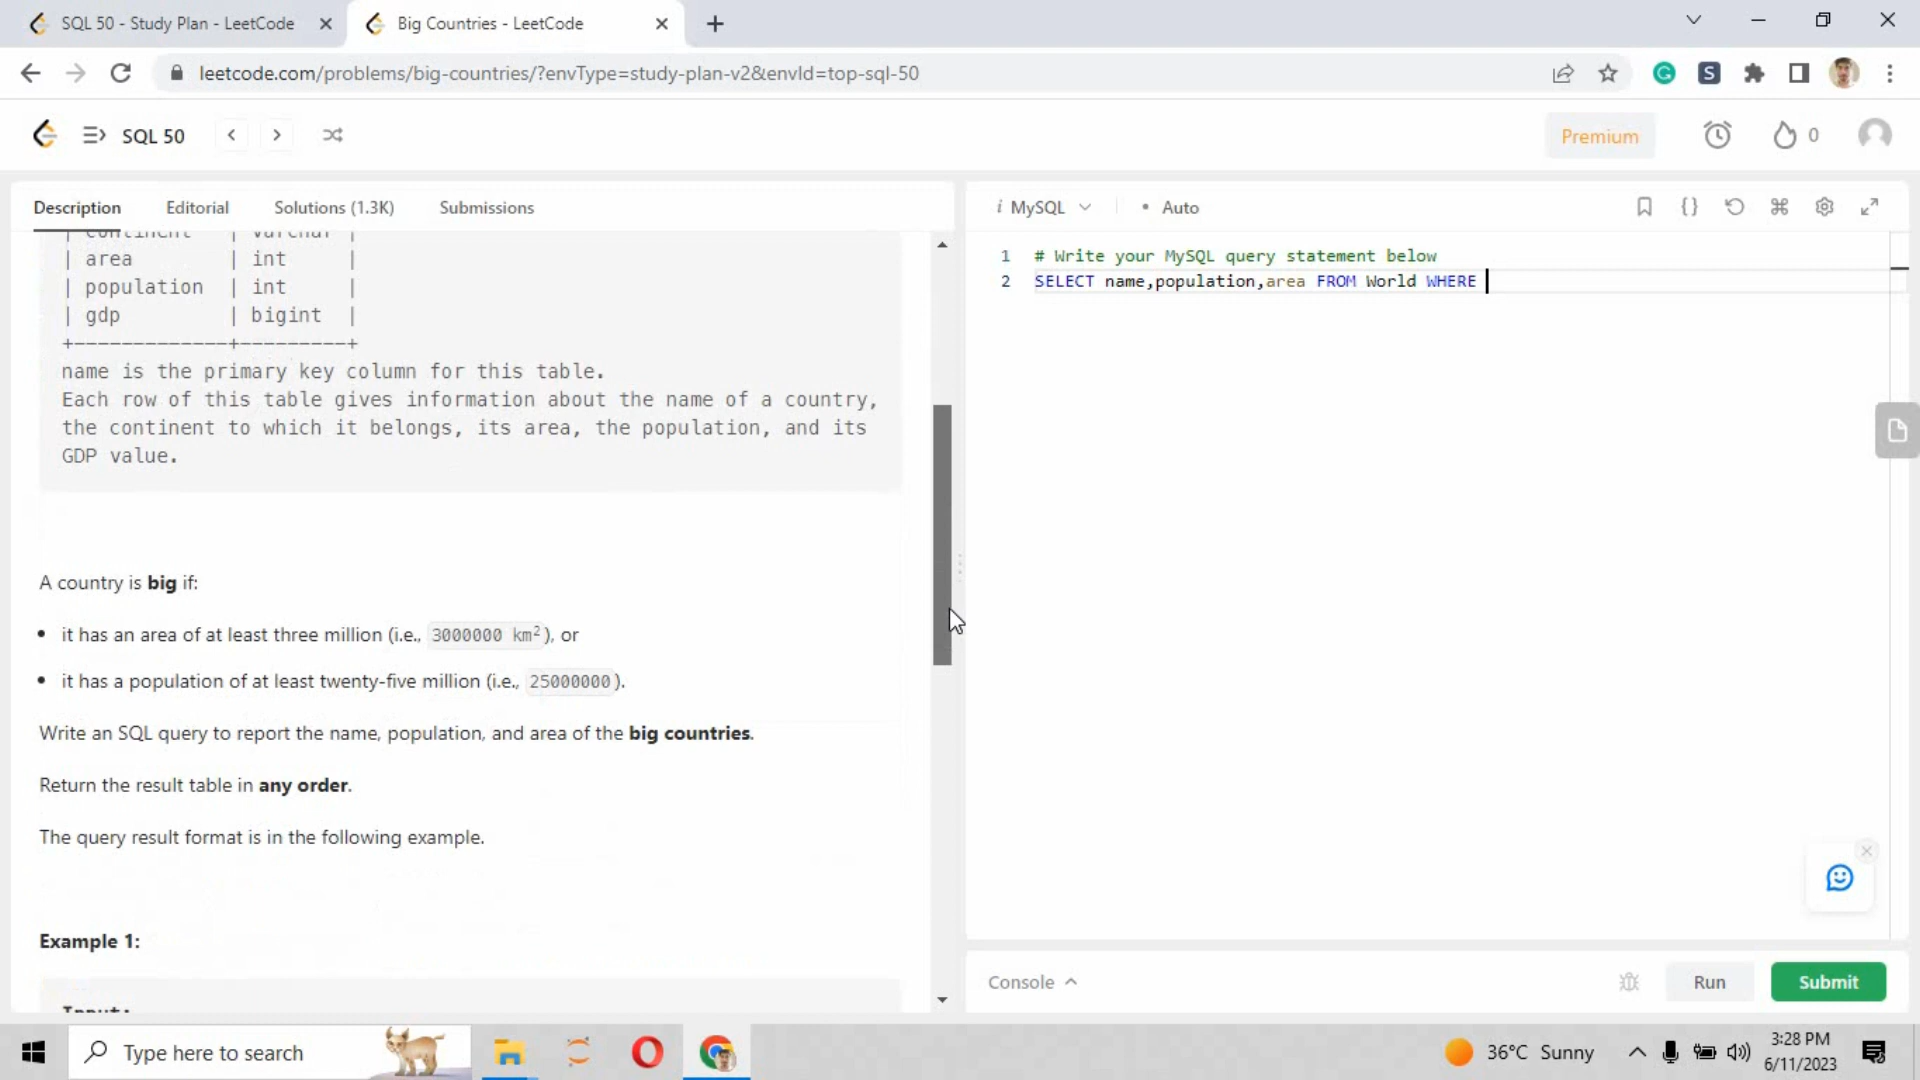 SQL 50 - Study Plan - LeetCode
Big Countries - LeetCode
leetcode.com/problems/big-countries/?envType=study-plan-v2&envId=top-sql-50
SQL 50
Premium
0
Description Editorial Solutions (1.3K) Submissions
| continent | varchar |
| area | int |
| population | int |
| gdp | bigint |
+-------------+---------+
name is the primary key column for this table.
Each row of this table gives information about the name of a country,
the continent to which it belongs, its area, the population, and its
GDP value.
A country is big if:
• it has an area of at least three million (i.e., 3000000 km²), or
• it has a population of at least twenty-five million (i.e., 25000000).
Write an SQL query to report the name, population, and area of the big countries.
Return the result table in any order.
The query result format is in the following example.
Example 1:
Input:
i MySQL • Auto
1 # Write your MySQL query statement below
2 SELECT name,population,area FROM World WHERE
Console
Run
Submit
Type here to search
36°C Sunny
3:28 PM
6/11/2023